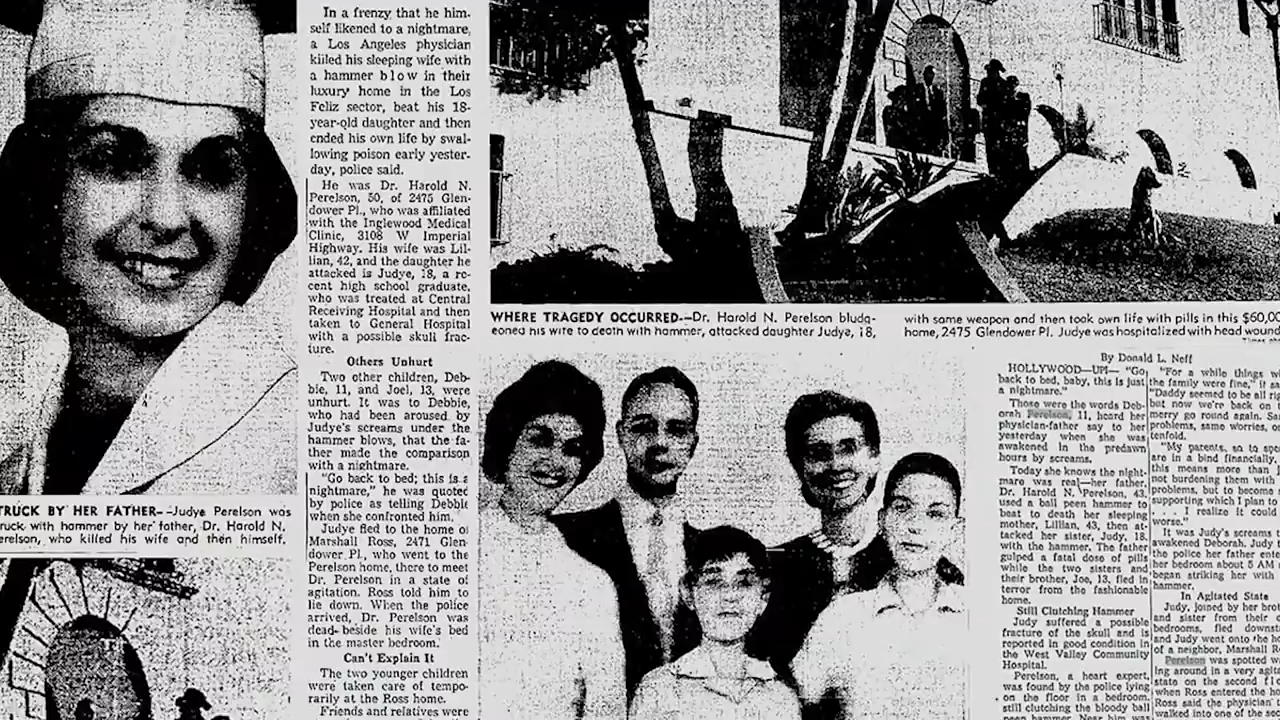 In a frenzy that he him-
self likened to a nightmare,
a Los Angeles physician
killed his sleeping wife with
a hammer blow in their
luxury home in the Los
Feliz sector, beat his 18-
year-old daughter and then
ended his own life by swal-
lowing poison early yester-
day, police said.
He was Dr. Harold N.
Perelson, 50, of 2475 Glen-
dower Pl., who was affiliated
with the Inglewood Medical
Clinic, 3108 W Imperial
Highway. His wife was Lil-
lian, 42, and the daughter he
attacked is Judye, 18, a re-
cent high school graduate,
who was treated at Central
Receiving Hospital and then
taken to General Hospital
with a possible skull frac-
ture.
Others Unhurt
Two other children, Deb-
bie, 11, and Joel, 13, were
unhurt. It was to Debbie,
who had been aroused by
Judye's screams under the
hammer blows, that the fa-
ther made the comparison
with a nightmare.
"Go back to bed; this is a
nightmare," he was quoted
by police as telling Debbie
when she confronted him.
Judye fled to the home of
Marshall Ross, 2471 Glen-
dower Pl., who went to the
Perelson home, there to meet
Dr. Perelson in a state of
agitation. Ross told him to
lie down. When the police
arrived, Dr. Perelson was
dead beside his wife's bed
in the master bedroom.
Can't Explain It
The two younger children
were taken care of tempo-
rarily at the Ross home.
Friends and relatives were
TRUCK BY HER FATHER--Judye Perelson was
ruck with hammer by her father, Dr. Harold N.
erelson, who killed his wife and then himself.
WHERE TRAGEDY OCCURRED--Dr. Harold N. Perelson bludg-
eoned his wife to death with hammer, attacked daughter Judye, 18,
with same weapon and then took own life with pills in this $60,00
home, 2475 Glendower Pl. Judye was hospitalized with head wound
By Donald L. Neff
HOLLYWOOD—UPI— "Go
back to bed, baby, this is just
a nightmare."
Those were the words Deb-
orah Perelson, 11, heard her
physician-father say to her
yesterday when she was
awakened in the predawn
hours by screams.
Today she knows the night-
mare was real—her father,
Dr. Harold N. Perelson, 43,
used a ball peen hammer to
beat to death her sleeping
mother, Lillian, 43, then at-
tacked her sister, Judy, 18,
with the hammer. The father
gulped a fatal dose of pills
while the two sisters and
their brother, Joe, 13, fled in
terror from the fashionable
home.
Still Clutching Hammer
Judy suffered a possible
fracture of the skull and is
reported in good condition in
the West Valley Community
Hospital.
Perelson, a heart expert,
was found by the police lying
on the floor in a bedroom,
still clutching the bloody ball
peen hammer. Near him was
"For a while things w
the family were fine," it
"Daddy seemed to be all ri
but now we're back on
merry go round again. Sa
problems, same worries, o
tenfold.
"My parents, so to spe
are in a bind financially,
this means more than
not burdening them with
problems, but to become
supporting which I plan t
. . . I realize it could
worse."
It was Judy's screams t
awakened Deborah. Judy t
the police her father ente
her bedroom about 5 AM
began striking her with
hammer.
In Agitated State
Judy, joined by her brot
and sister from their o
bedrooms, fled downst
and Judy went onto the h
of a neighbor, Marshall R
Perelson was spotted w
ing around in a very agita
state on the second fl
when Ross entered the ho
Ross said the physician
walked into one of the